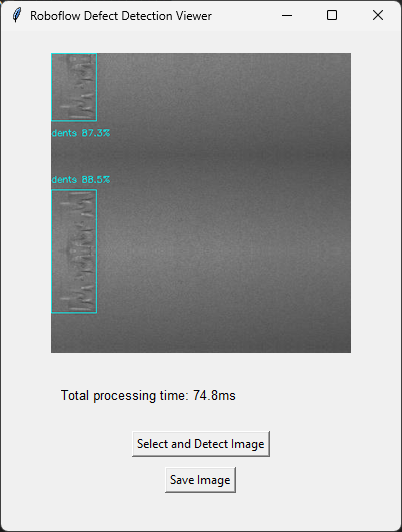 Roboflow Defect Detection Viewer
dents 87.3%
dents 88.5%
Total processing time: 74.8ms
Select and Detect Image
Save Image